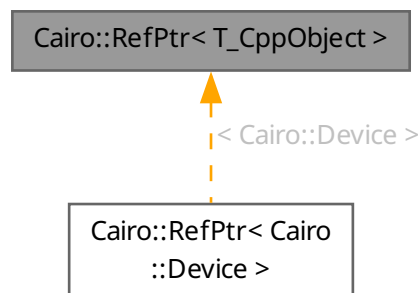 Cairo::RefPtr< T_CppObject >
< Cairo::Device >
Cairo::RefPtr< Cairo
::Device >